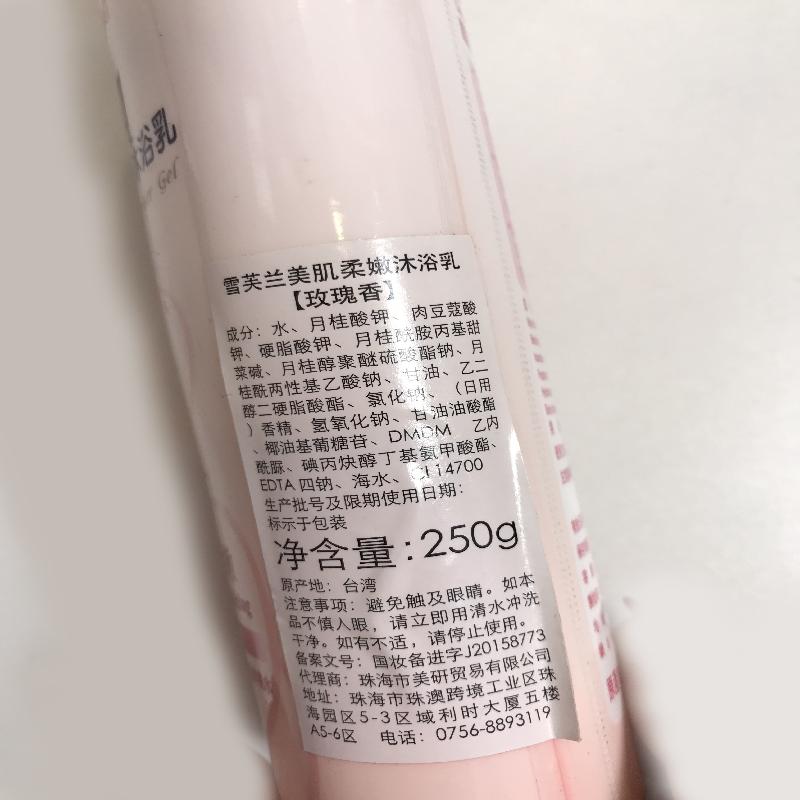 沐浴乳
Gel
雪芙兰美肌柔嫩沐浴乳
【玫瑰香】
成分：水、月桂酸钾、肉豆蔻酸
钾、硬脂酸钾、月桂酰胺丙基甜
菜碱、月桂醇聚醚硫酸酯钠、月
桂酰两性基乙酸钠、甘油、乙二
醇二硬脂酸酯、氯化钠、（日用
）香精、氢氧化钠、甘油油酸酯
、椰油基葡糖苷、DMDM 乙内
酰脲、碘丙炔醇丁基氨甲酸酯、
EDTA 四钠、海水、CI 14700
生产批号及限期使用日期：
标示于包装
净含量：250g
原产地：台湾
注意事项：避免触及眼睛。如本
品不慎入眼，请立即用清水冲洗
干净。如有不适，请停止使用。
备案文号：国妆备进字J20158773
代理商：珠海市美研贸易有限公司
地址：珠海市珠澳跨境工业区珠
海园区5-3区域利时大厦五楼
A5-6区 电话：0756-8893119